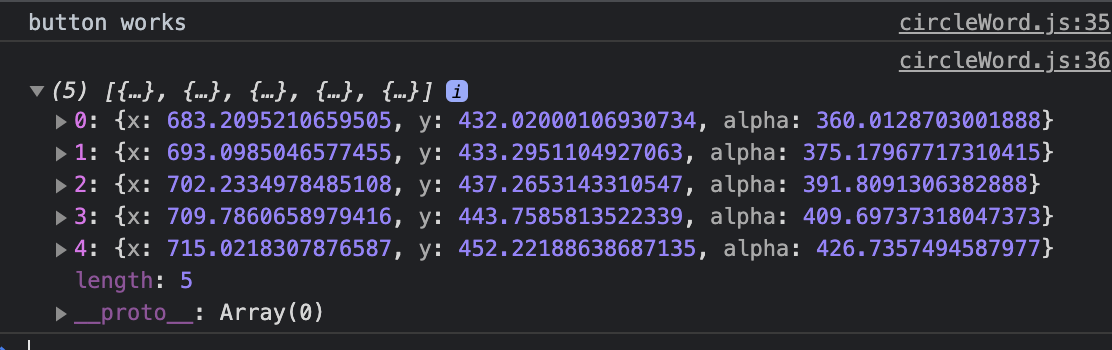 button works circleWord.js:35
circleWord.js:36
▼(5) [{…}, {…}, {…}, {…}, {…}] i
▶0: {x: 683.2095210659505, y: 432.02000106930734, alpha: 360.0128703001888}
▶1: {x: 693.0985046577455, y: 433.2951104927063, alpha: 375.17967717310415}
▶2: {x: 702.2334978485108, y: 437.2653143310547, alpha: 391.8091306382888}
▶3: {x: 709.7860658979416, y: 443.7585813522339, alpha: 409.69737318047373}
▶4: {x: 715.0218307876587, y: 452.22188638687135, alpha: 426.7357494587977}
length: 5
▶__proto__: Array(0)